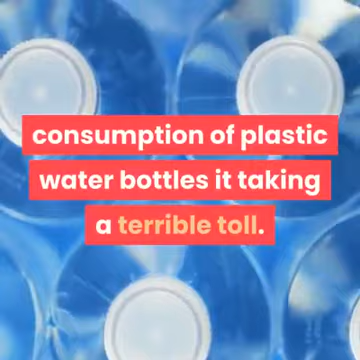 consumption of plastic
water bottles it taking
a terrible toll.